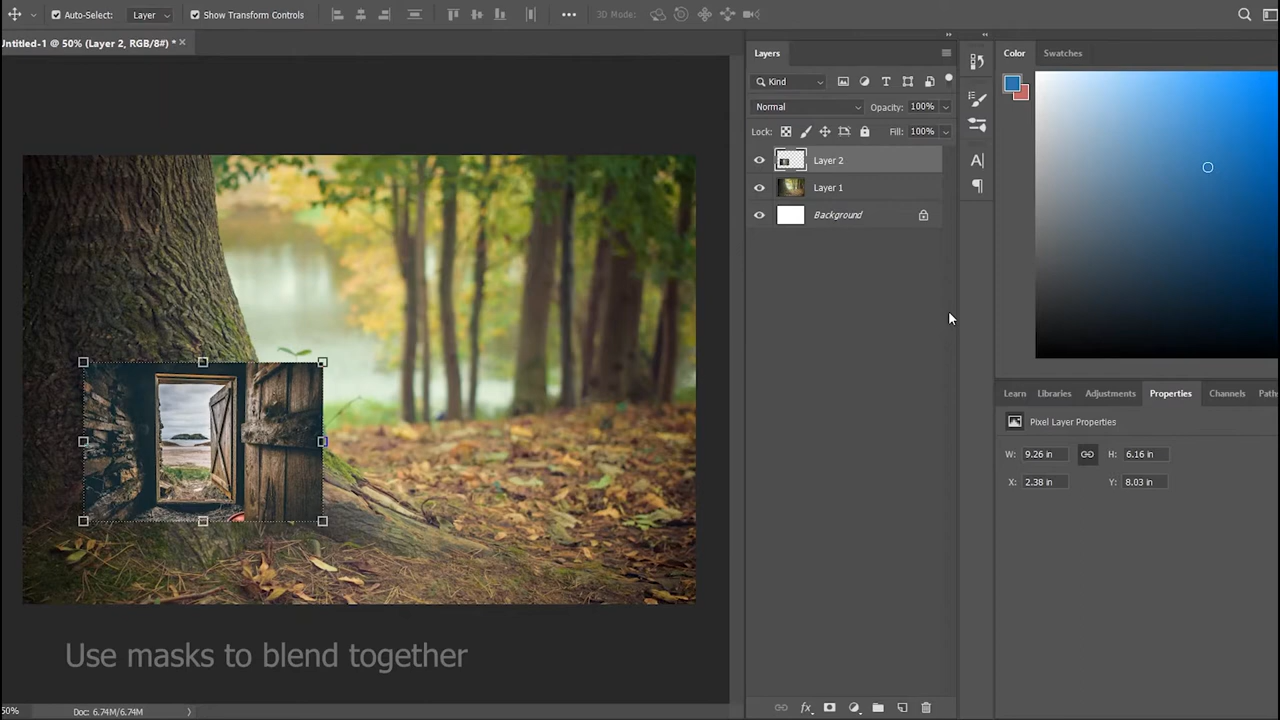 Auto-Select: Layer Show Transform Controls 3D Mode:
Untitled-1 @ 50% (Layer 2, RGB/8#) * ×
Layers
Kind
Normal Opacity: 100%
Lock: Fill: 100%
Layer 2
Layer 1
Background
Color Swatches
Learn Libraries Adjustments Properties Channels Path
Pixel Layer Properties
W: 9.26 in H: 6.16 in
X: 2.38 in Y: 8.03 in
Use masks to blend together
50% Doc: 6.74M/6.74M